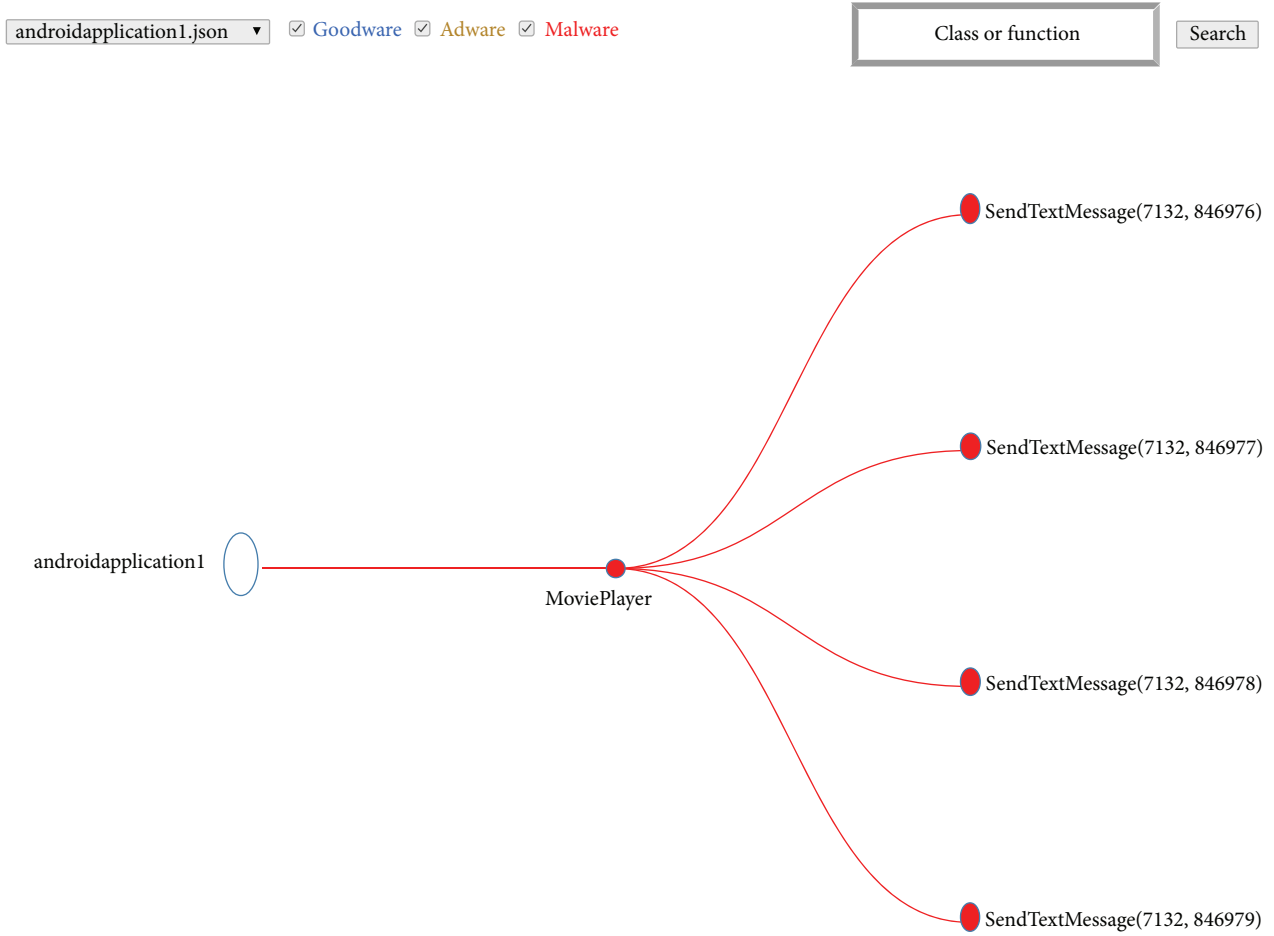 androidapplication1.json
Goodware
Adware
Malware
Class or function
Search
SendTextMessage(7132, 846976)
SendTextMessage(7132, 846977)
androidapplication1
MoviePlayer
SendTextMessage(7132, 846978)
SendTextMessage(7132, 846979)